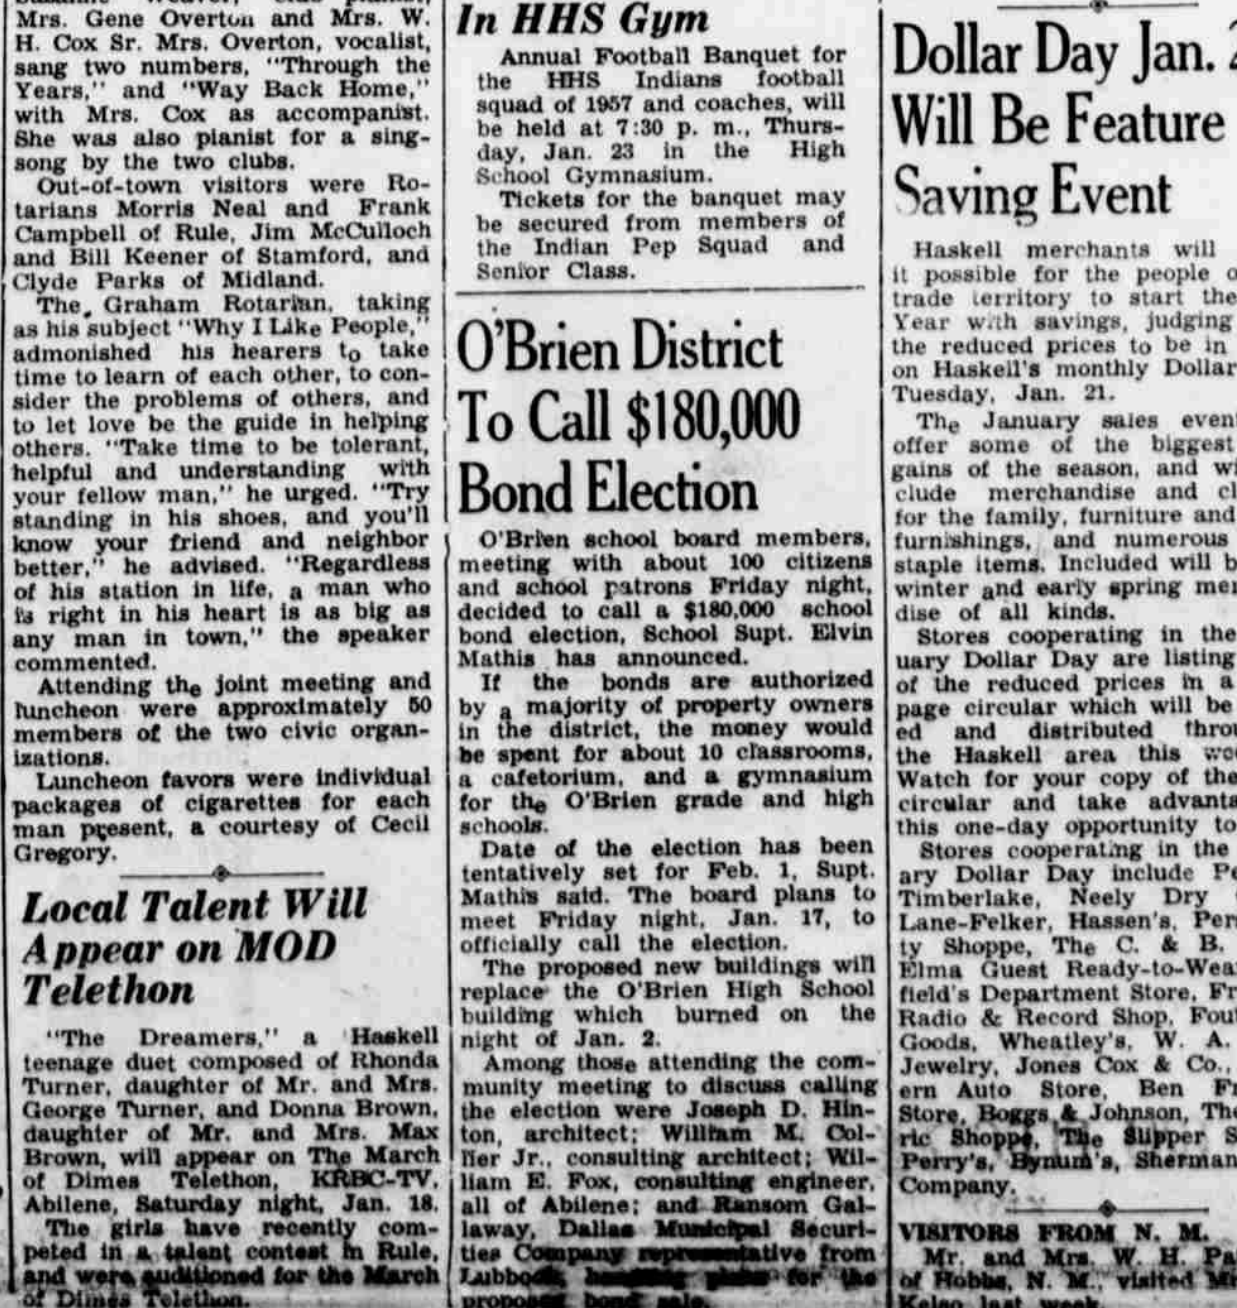 Mrs. Gene Overton and Mrs. W.
H. Cox Sr. Mrs. Overton, vocalist,
sang two numbers, "Through the
Years," and "Way Back Home,"
with Mrs. Cox as accompanist.
She was also pianist for a sing-
song by the two clubs.
Out-of-town visitors were Ro-
tarians Morris Neal and Frank
Campbell of Rule, Jim McCulloch
and Bill Keener of Stamford, and
Clyde Parks of Midland.
The Graham Rotarian, taking
as his subject "Why I Like People,"
admonished his hearers to take
time to learn of each other, to con-
sider the problems of others, and
to let love be the guide in helping
others. "Take time to be tolerant,
helpful and understanding with
your fellow man," he urged. "Try
standing in his shoes, and you'll
know your friend and neighbor
better," he advised. "Regardless
of his station in life, a man who
is right in his heart is as big as
any man in town," the speaker
commented.
Attending the joint meeting and
luncheon were approximately 50
members of the two civic organ-
izations.
Luncheon favors were individual
packages of cigarettes for each
man present, a courtesy of Cecil
Gregory.
Local Talent Will
Appear on MOD
Telethon
"The Dreamers," a Haskell
teenage duet composed of Rhonda
Turner, daughter of Mr. and Mrs.
George Turner, and Donna Brown,
daughter of Mr. and Mrs. Max
Brown, will appear on The March
of Dimes Telethon, KRBC-TV,
Abilene, Saturday night, Jan. 18.
The girls have recently com-
peted in a talent contest in Rule,
and were auditioned for the March
of Dimes Telethon.
In HHS Gym
Annual Football Banquet for
the HHS Indians football
squad of 1957 and coaches, will
be held at 7:30 p. m., Thurs-
day, Jan. 23 in the High
School Gymnasium.
Tickets for the banquet may
be secured from members of
the Indian Pep Squad and
Senior Class.
O'Brien District
To Call $180,000
Bond Election
O'Brien school board members,
meeting with about 100 citizens
and school patrons Friday night,
decided to call a $180,000 school
bond election, School Supt. Elvin
Mathis has announced.
If the bonds are authorized
by a majority of property owners
in the district, the money would
be spent for about 10 classrooms,
a cafetorium, and a gymnasium
for the O'Brien grade and high
schools.
Date of the election has been
tentatively set for Feb. 1, Supt.
Mathis said. The board plans to
meet Friday night, Jan. 17, to
officially call the election.
The proposed new buildings will
replace the O'Brien High School
building which burned on the
night of Jan. 2.
Among those attending the com-
munity meeting to discuss calling
the election were Joseph D. Hin-
ton, architect; William M. Col-
lier Jr., consulting architect; Wil-
liam E. Fox, consulting engineer,
all of Abilene; and Ransom Gal-
laway, Dallas Municipal Securi-
ties Company representative from
Lubbock, for the
proposed bond sale.
Dollar Day Jan.
Will Be Feature
Saving Event
Haskell merchants will
it possible for the people
trade territory to start the
Year with savings, judging
the reduced prices to be in
on Haskell's monthly Dollar
Tuesday, Jan. 21.
The January sales
offer some of the biggest
gains of the season, and
clude merchandise and
for the family, furniture and
furnishings, and numerous
staple items. Included will
winter and early spring
dise of all kinds.
Stores cooperating in the
uary Dollar Day are listing
of the reduced prices in a
page circular which will be
ed and distributed
the Haskell area this
Watch for your copy of the
circular and take
this one-day opportunity to
Stores cooperating in the
ary Dollar Day include
Timberlake, Neely Dry
Lane-Felker, Hassen's,
ty Shoppe, The C. & B.
Elma Guest
field's Department Store,
Radio & Record Shop,
Goods, Wheatley's, W. A.
Jewelry, Jones Cox & Co.,
ern Auto Store, Ben
Store, Boggs & Johnson,
ric Shoppe, The Slipper
Perry's, Bynum's, Sherman
Company.
VISITORS FROM N. M.
Mr. and Mrs. W. H.
of Hobbs, N. M., visited
Kelso last week.